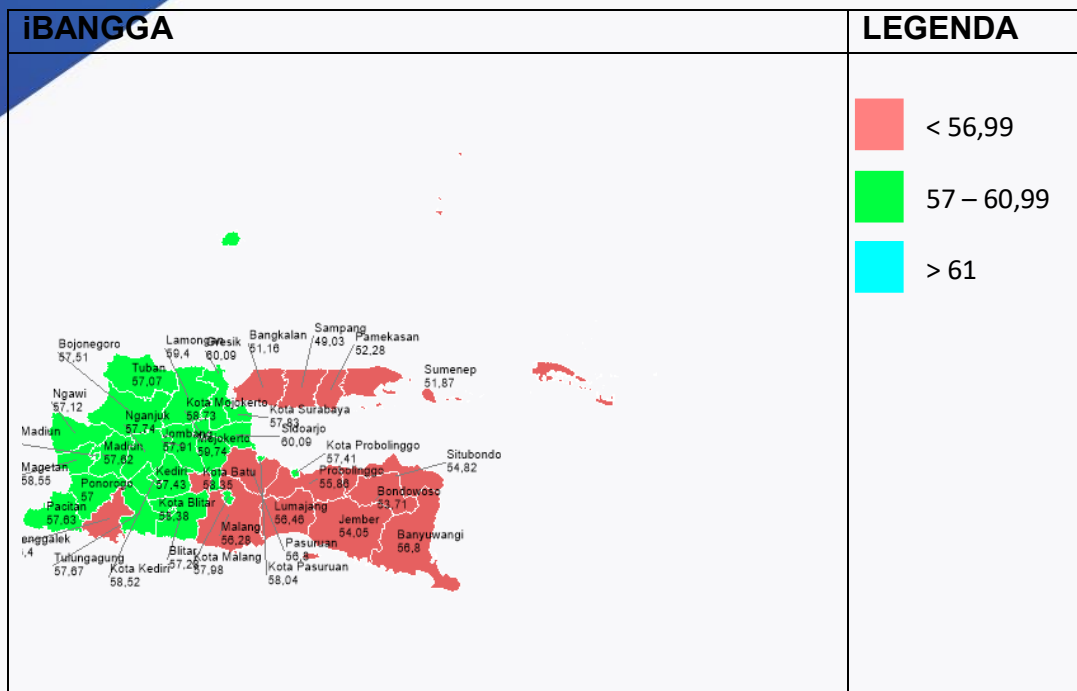 iBANGGA
LEGENDA
< 56,99
57 – 60,99
> 61
Bojonegoro
57,51
Lamongan
59,4
Gresik
60,09
Bangkalan
51,16
Sampang
49,03
Pamekasan
52,28
Tuban
57,07
Sumenep
51,87
Ngawi
57,12
Nganjuk
57,74
Kota Mojokerto
58,73
Kota Surabaya
57,83
Madiun
Jombang
57,91
Mojokerto
59,74
Sidoarjo
60,09
Madiun
57,62
Kota Probolinggo
57,41
Magetan
58,55
Kediri
57,43
Kota Batu
58,35
Probolinggo
55,86
Situbondo
54,82
Ponorogo
57
Bondowoso
53,71
Pacitan
57,63
Kota Blitar
58,38
Lumajang
56,46
Jember
54,05
Malang
56,28
Banyuwangi
56,8
enggalek
,4
Tulungagung
57,67
Kota Kediri
58,52
Blitar
Kota Malang
57,98
Pasuruan
56,8
Kota Pasuruan
58,04